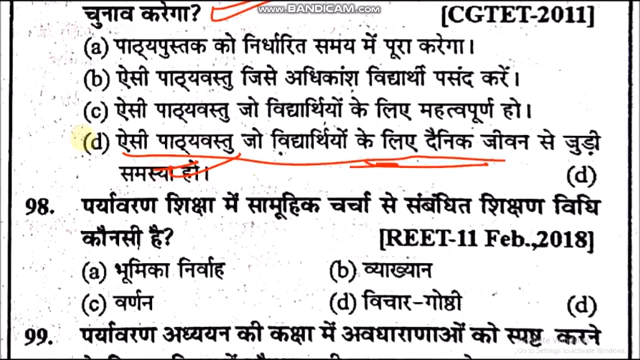 WWW.BANDICAM.COM
चुनाव करेगा? [CGTET-2011]
(a) पाठ्यपुस्तक को निर्धारित समय में पूरा करेगा।
(b) ऐसी पाठ्यवस्तु जिसे अधिकांश विद्यार्थी पसंद करें।
(c) ऐसी पाठ्यवस्तु जो विद्यार्थियों के लिए महत्वपूर्ण हो।
(d) ऐसी पाठ्यवस्तु जो विद्यार्थियों के लिए दैनिक जीवन से जुड़ी
समस्या हों। (d)
98. पर्यावरण शिक्षा में सामूहिक चर्चा से संबंधित शिक्षण विधि
कौनसी है? [REET-11 Feb.,2018]
(a) भूमिका निर्वाह (b) व्याख्यान
(c) वर्णन (d) विचार-गोष्ठी (d)
99. पर्यावरण अध्ययन की कक्षा में अवधाराणाओं को स्पष्ट करने